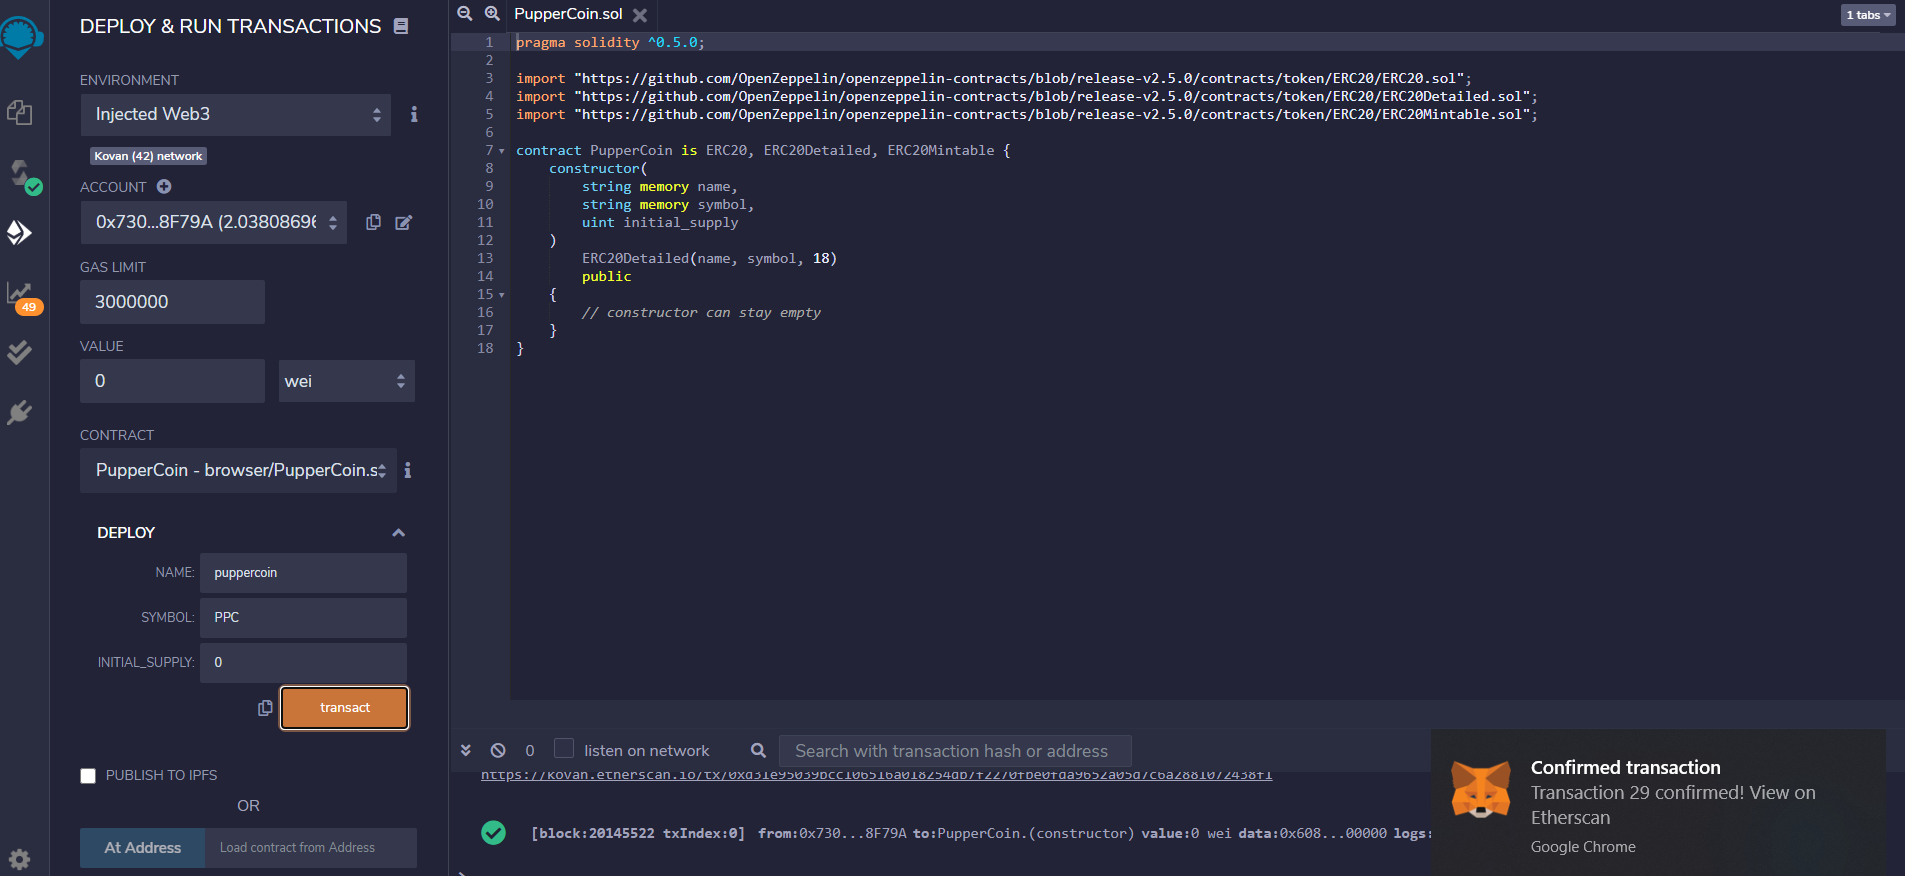 DEPLOY & RUN TRANSACTIONS
ENVIRONMENT
Injected Web3
Kovan (42) network
ACCOUNT
0x730...8F79A (2.03808696
GAS LIMIT
3000000
VALUE
0
wei
CONTRACT
PupperCoin - browser/PupperCoin.s
DEPLOY
NAME: puppercoin
SYMBOL: PPC
INITIAL_SUPPLY: 0
transact
PUBLISH TO IPFS
OR
At Address Load contract from Address
49
PupperCoin.sol
1 tabs
1 pragma solidity ^0.5.0;
2
3 import "https://github.com/OpenZeppelin/openzeppelin-contracts/blob/release-v2.5.0/contracts/token/ERC20/ERC20.sol";
4 import "https://github.com/OpenZeppelin/openzeppelin-contracts/blob/release-v2.5.0/contracts/token/ERC20/ERC20Detailed.sol";
5 import "https://github.com/OpenZeppelin/openzeppelin-contracts/blob/release-v2.5.0/contracts/token/ERC20/ERC20Mintable.sol";
6
7 contract PupperCoin is ERC20, ERC20Detailed, ERC20Mintable {
8 constructor(
9 string memory name,
10 string memory symbol,
11 uint initial_supply
12 )
13 ERC20Detailed(name, symbol, 18)
14 public
15 {
16 // constructor can stay empty
17 }
18 }
0 listen on network Search with transaction hash or address
[block:20145522 txIndex:0] from:0x730...8F79A to:PupperCoin.(constructor) value:0 wei data:0x608...00000 logs:
Confirmed transaction
Transaction 29 confirmed! View on
Etherscan
Google Chrome